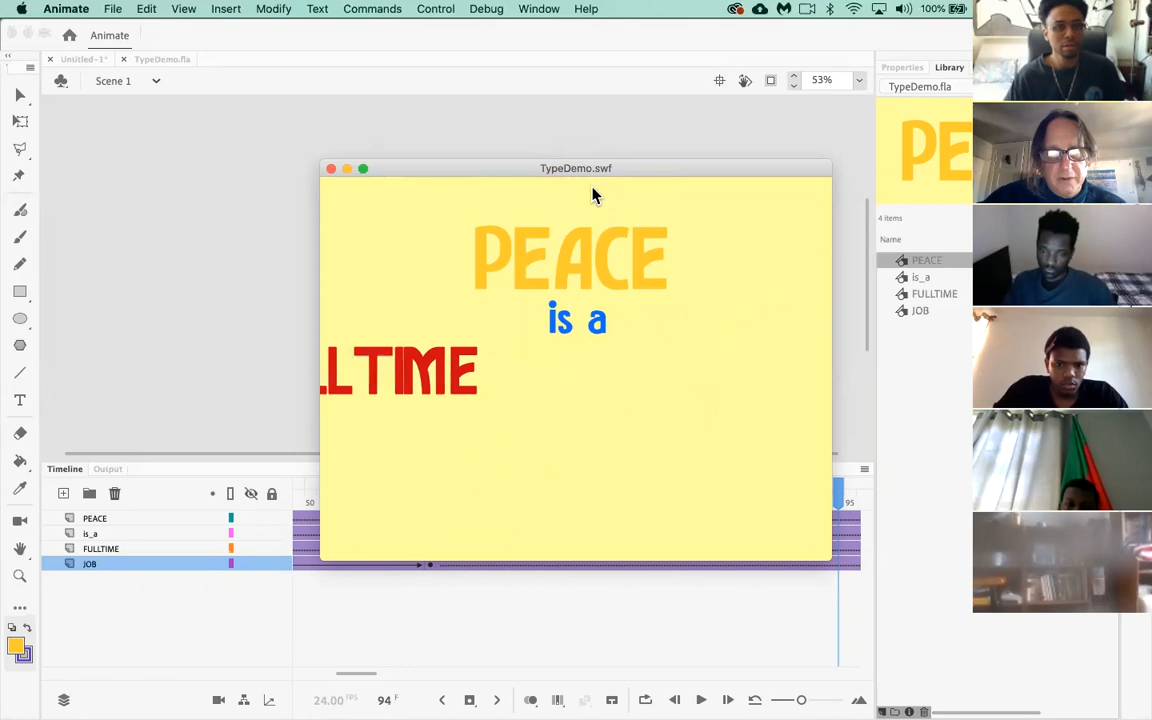 Animate File Edit View Insert Modify Text Commands Control Debug Window Help 100%
Animate
Untitled-1* TypeDemo.fla
Properties Library
Scene 1 53%
TypeDemo.fla
TypeDemo.swf
PE
PEACE
is a
LLTIME
4 items
Name
PEACE
is_a
FULLTIME
JOB
Timeline Output
50 95
PEACE
is_a
FULLTIME
JOB
24.00 FPS 94 F